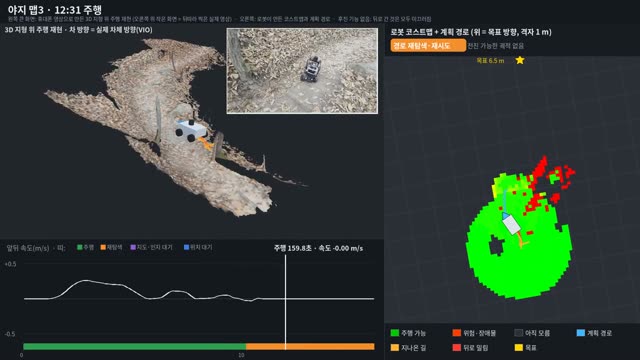 야지 맵3 · 12:31 주행
3D 지형 위 주행 재현 · 차 방향 = 실제 차체 방향(VIO)
로봇 코스트맵 + 계획 경로 (위 = 목표 방향, 격자 1 m)
경로 재탐색·재시도
전진 가능한 궤적 없음
목표 6.5 m
앞뒤 속도(m/s) · 띠:
주행
재탐색
지도·인지 대기
위치 대기
주행 159.8초 · 속도 -0.00 m/s
+0.5
-0.5
0
10
주행 가능
위험·장애물
아직 모름
계획 경로
지나온 길
뒤로 밀림
목표